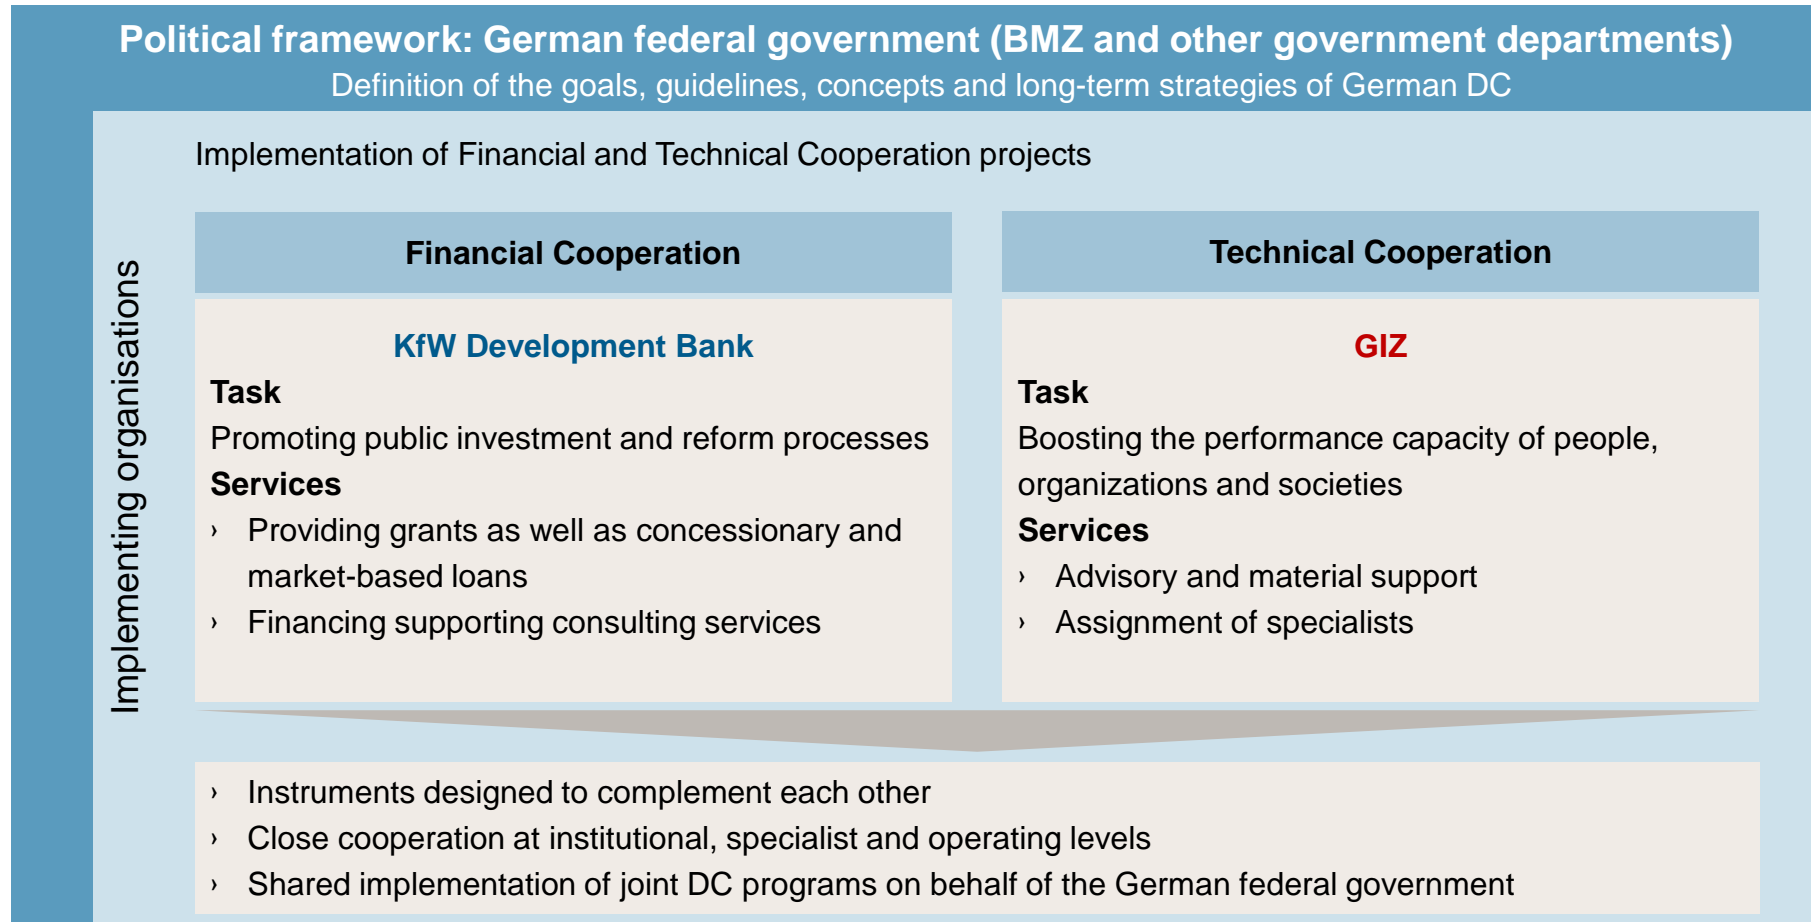 Political framework: German federal government (BMZ and other government departments)
Definition of the goals, guidelines, concepts and long-term strategies of German DC
Implementing organisations
Implementation of Financial and Technical Cooperation projects
Financial Cooperation
KfW Development Bank
Task
Promoting public investment and reform processes
Services
› Providing grants as well as concessionary and
market-based loans
› Financing supporting consulting services
Technical Cooperation
GIZ
Task
Boosting the performance capacity of people,
organizations and societies
Services
› Advisory and material support
› Assignment of specialists
› Instruments designed to complement each other
› Close cooperation at institutional, specialist and operating levels
› Shared implementation of joint DC programs on behalf of the German federal government